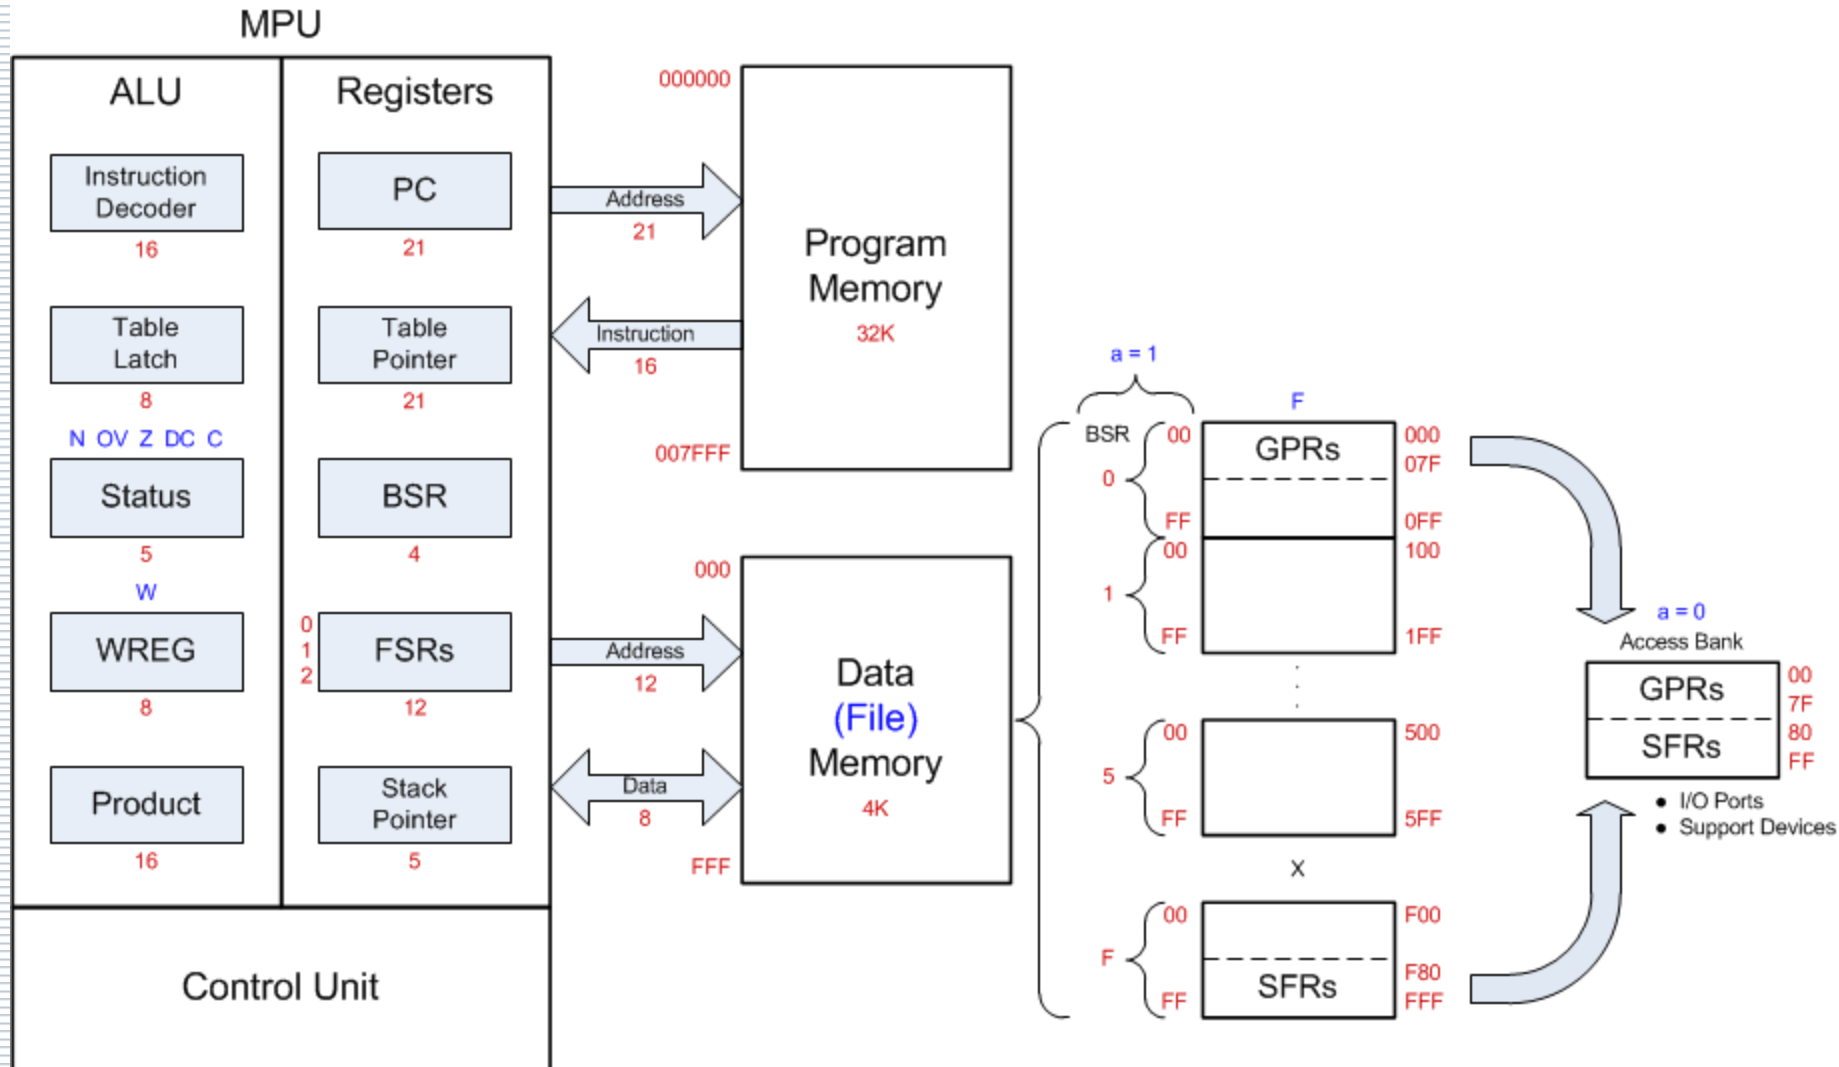 MPU
ALU
Registers
Instruction
Decoder
16
PC
21
Table
Latch
8
Table
Pointer
21
N OV Z DC C
Status
5
BSR
4
W
WREG
8
0
1
2
FSRs
12
Product
16
Stack
Pointer
5
Control Unit
Address
21
Instruction
16
Address
12
Data
8
000000
Program
Memory
32K
007FFF
000
Data
(File)
Memory
4K
FFF
a = 1
F
BSR
00
0
FF
GPRs
000
07F
0FF
00
1
FF
100
1FF
00
5
FF
500
5FF
X
00
F
FF
SFRs
F00
F80
FFF
a = 0
Access Bank
GPRs
SFRs
00
7F
80
FF
• I/O Ports
• Support Devices